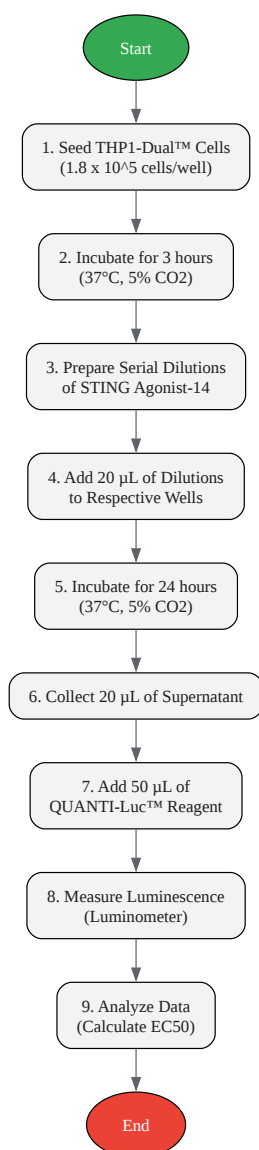 Start
1. Seed THP1-Dual™ Cells
(1.8 x 10^5 cells/well)
2. Incubate for 3 hours
(37°C, 5% CO2)
3. Prepare Serial Dilutions
of STING Agonist-14
4. Add 20 µL of Dilutions
to Respective Wells
5. Incubate for 24 hours
(37°C, 5% CO2)
6. Collect 20 µL of Supernatant
7. Add 50 µL of
QUANTI-Luc™ Reagent
8. Measure Luminescence
(Luminometer)
9. Analyze Data
(Calculate EC50)
End